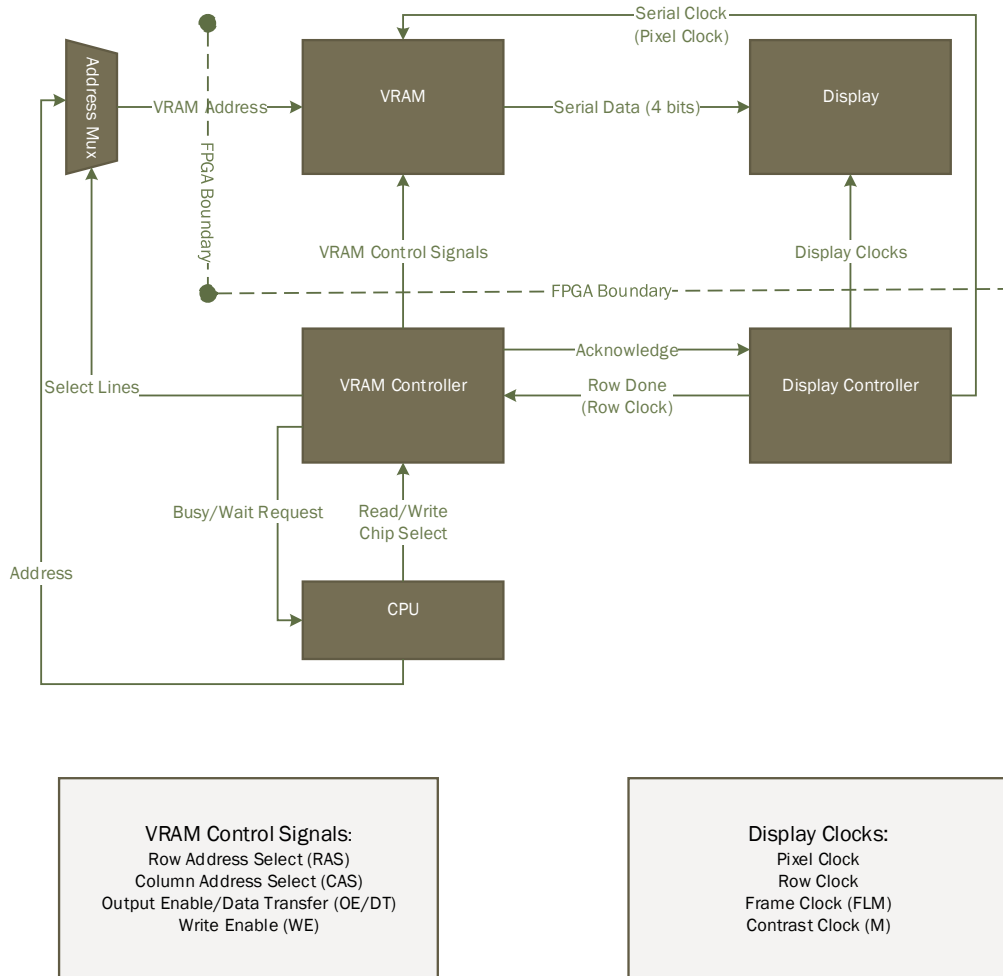 Serial Clock
(Pixel Clock)
Address Mux
VRAM Address
VRAM
Serial Data (4 bits)
Display
FPGA Boundary
VRAM Control Signals
Display Clocks
FPGA Boundary
Acknowledge
Select Lines
VRAM Controller
Row Done
(Row Clock)
Display Controller
Busy/Wait Request
Read/Write
Chip Select
Address
CPU
VRAM Control Signals:
Row Address Select (RAS)
Column Address Select (CAS)
Output Enable/Data Transfer (OE/DT)
Write Enable (WE)
Display Clocks:
Pixel Clock
Row Clock
Frame Clock (FLM)
Contrast Clock (M)